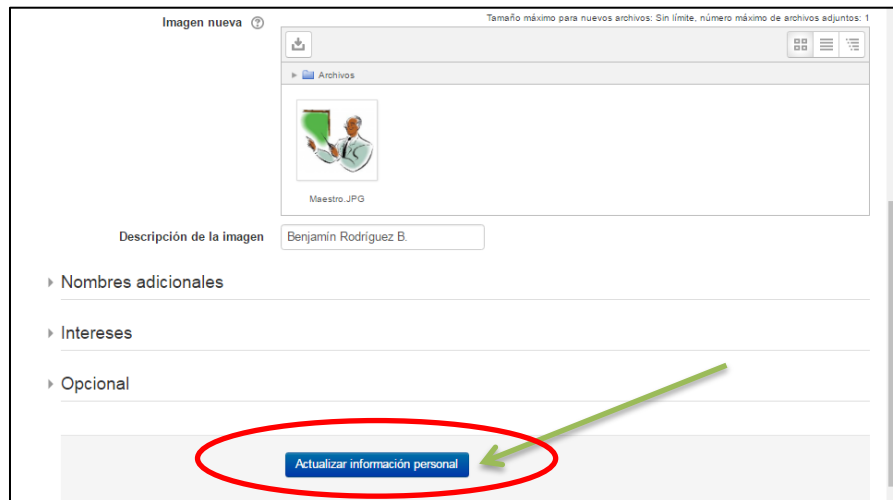 Imagen nueva
Tamaño máximo para nuevos archivos: Sin límite, número máximo de archivos adjuntos: 1
Archivos
Maestro.JPG
Descripción de la imagen
Benjamín Rodríguez B.
Nombres adicionales
Intereses
Opcional
Actualizar información personal